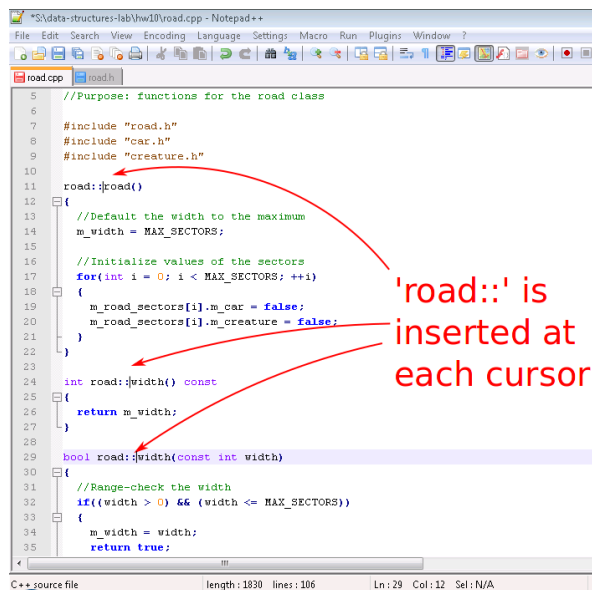 *S:\data-structures-lab\hw10\road.cpp - Notepad++
File Edit Search View Encoding Language Settings Macro Run Plugins Window ?
road.cpp road.h
5 //Purpose: functions for the road class
6
7 #include "road.h"
8 #include "car.h"
9 #include "creature.h"
10
11 road::road()
12 {
13 //Default the width to the maximum
14 m_width = MAX_SECTORS;
15
16 //Initialize values of the sectors
17 for(int i = 0; i < MAX_SECTORS; ++i)
18 {
19 m_road_sectors[i].m_car = false;
20 m_road_sectors[i].m_creature = false;
21 }
22 }
23
24 int road::width() const
25 {
26 return m_width;
27 }
28
29 bool road::width(const int width)
30 {
31 //Range-check the width
32 if((width > 0) && (width <= MAX_SECTORS))
33 {
34 m_width = width;
35 return true;
'road::' is
inserted at
each cursor
C++ source file length : 1830 lines : 106 Ln : 29 Col : 12 Sel : N/A